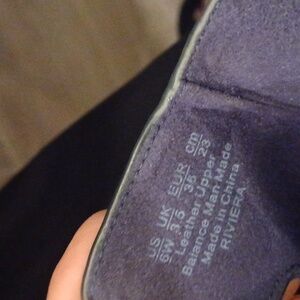 US UK EUR cm
6W 3.5 36 23
Leather Upper
Balance Man Made
Made in China
RIVIERA